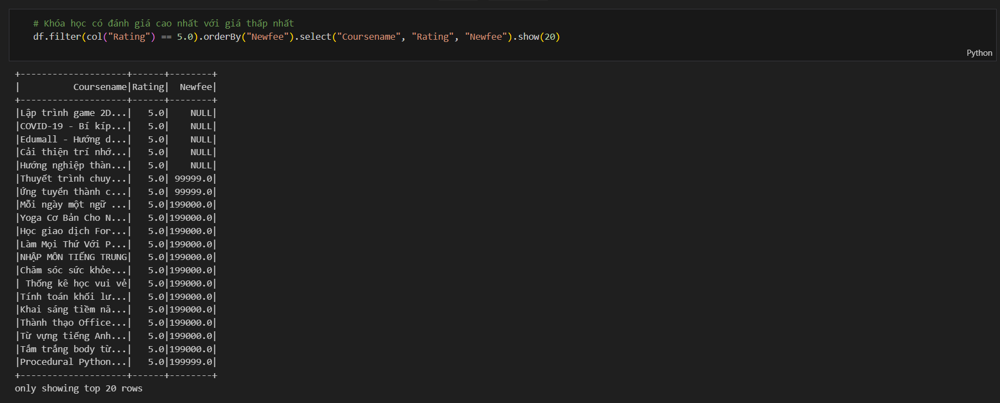 # Khóa học có đánh giá cao nhất với giá thấp nhất
df.filter(col("Rating") == 5.0).orderBy("Newfee").select("Coursename", "Rating", "Newfee").show(20)
Python
+--------------------+------+--------+
|          Coursename|Rating|  Newfee|
+--------------------+------+--------+
|Lập trình game 2D...|   5.0|    NULL|
|COVID-19 - Bí kíp...|   5.0|    NULL|
|Edumall - Hướng d...|   5.0|    NULL|
|Cải thiện trí nhớ...|   5.0|    NULL|
|Hướng nghiệp thàn...|   5.0|    NULL|
|Thuyết trình chuy...|   5.0| 99999.0|
|Ứng tuyển thành c...|   5.0| 99999.0|
|Mỗi ngày một ngữ ...|   5.0|199000.0|
|Yoga Cơ Bản Cho N...|   5.0|199000.0|
|Học giao dịch For...|   5.0|199000.0|
|Làm Mọi Thứ Với P...|   5.0|199000.0|
|NHẬP MÔN TIẾNG TRUNG|   5.0|199000.0|
|Chăm sóc sức khỏe...|   5.0|199000.0|
| Thống kê học vui vẻ|   5.0|199000.0|
|Tính toán khối lư...|   5.0|199000.0|
|Khai sáng tiềm nă...|   5.0|199000.0|
|Thành thạo Office...|   5.0|199000.0|
|Từ vựng tiếng Anh...|   5.0|199000.0|
|Tắm trắng body từ...|   5.0|199000.0|
|Procedural Python...|   5.0|199999.0|
+--------------------+------+--------+
only showing top 20 rows